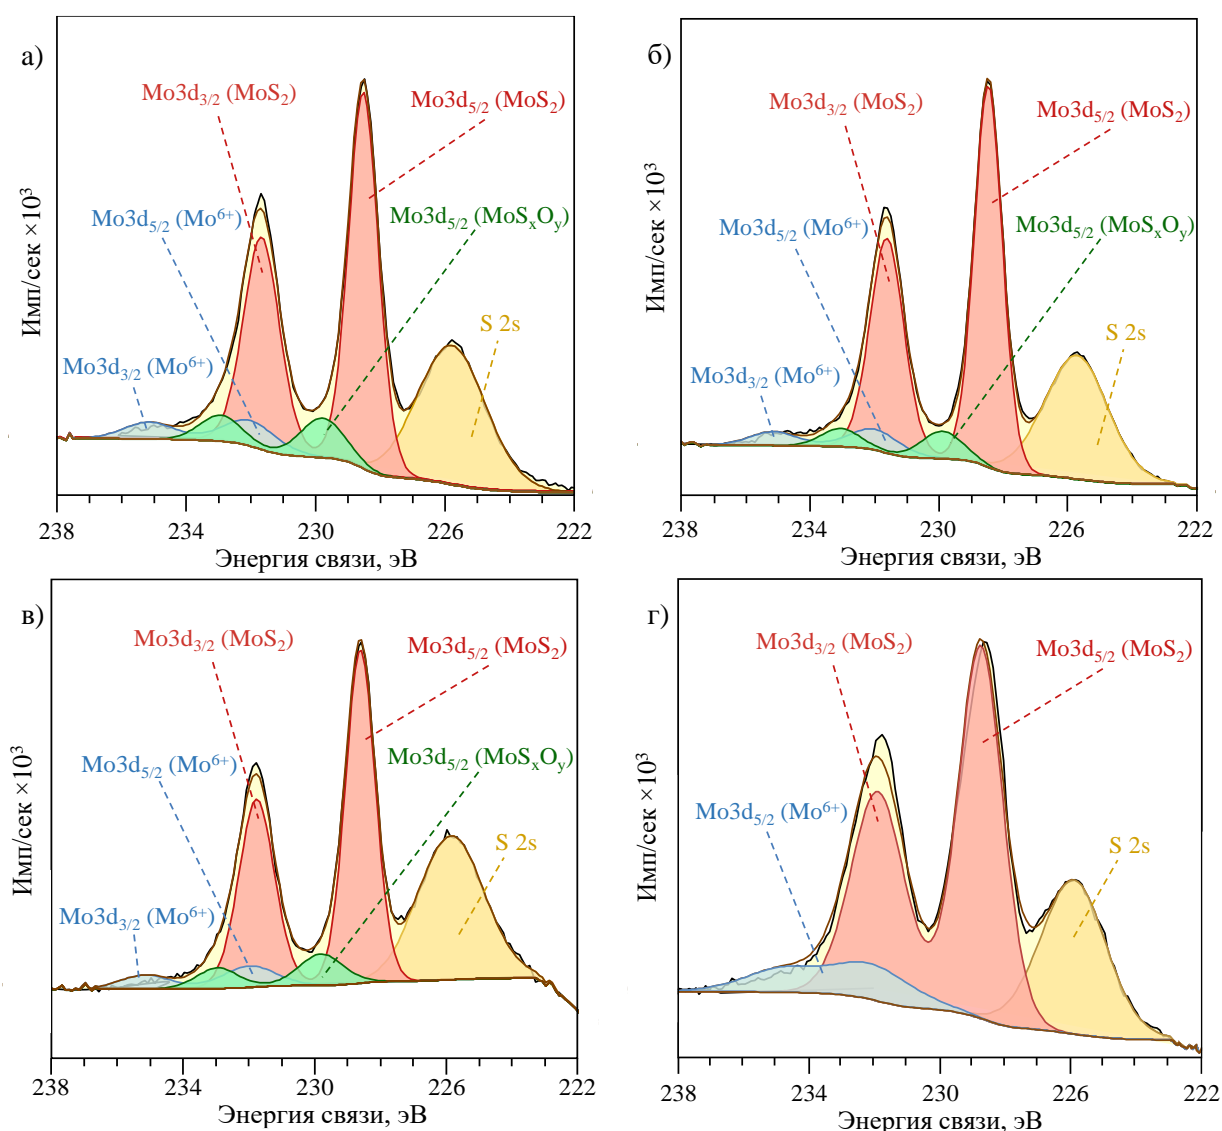 а)
Mo3d3/2 (MoS2)
Mo3d5/2 (MoS2)
Mo3d5/2 (Mo6+)
Mo3d5/2 (MoSxOy)
S 2s
Mo3d3/2 (Mo6+)
Имп/сек ×10³
238 234 230 226 222
Энергия связи, эВ
б)
Mo3d3/2 (MoS2)
Mo3d5/2 (MoS2)
Mo3d5/2 (Mo6+)
Mo3d5/2 (MoSxOy)
S 2s
Mo3d3/2 (Mo6+)
Имп/сек ×10³
238 234 230 226 222
Энергия связи, эВ
в)
Mo3d3/2 (MoS2)
Mo3d5/2 (MoS2)
Mo3d5/2 (Mo6+)
Mo3d5/2 (MoSxOy)
S 2s
Mo3d3/2 (Mo6+)
Имп/сек ×10³
238 234 230 226 222
Энергия связи, эВ
г)
Mo3d3/2 (MoS2)
Mo3d5/2 (MoS2)
Mo3d5/2 (Mo6+)
S 2s
Имп/сек ×10³
238 234 230 226 222
Энергия связи, эВ